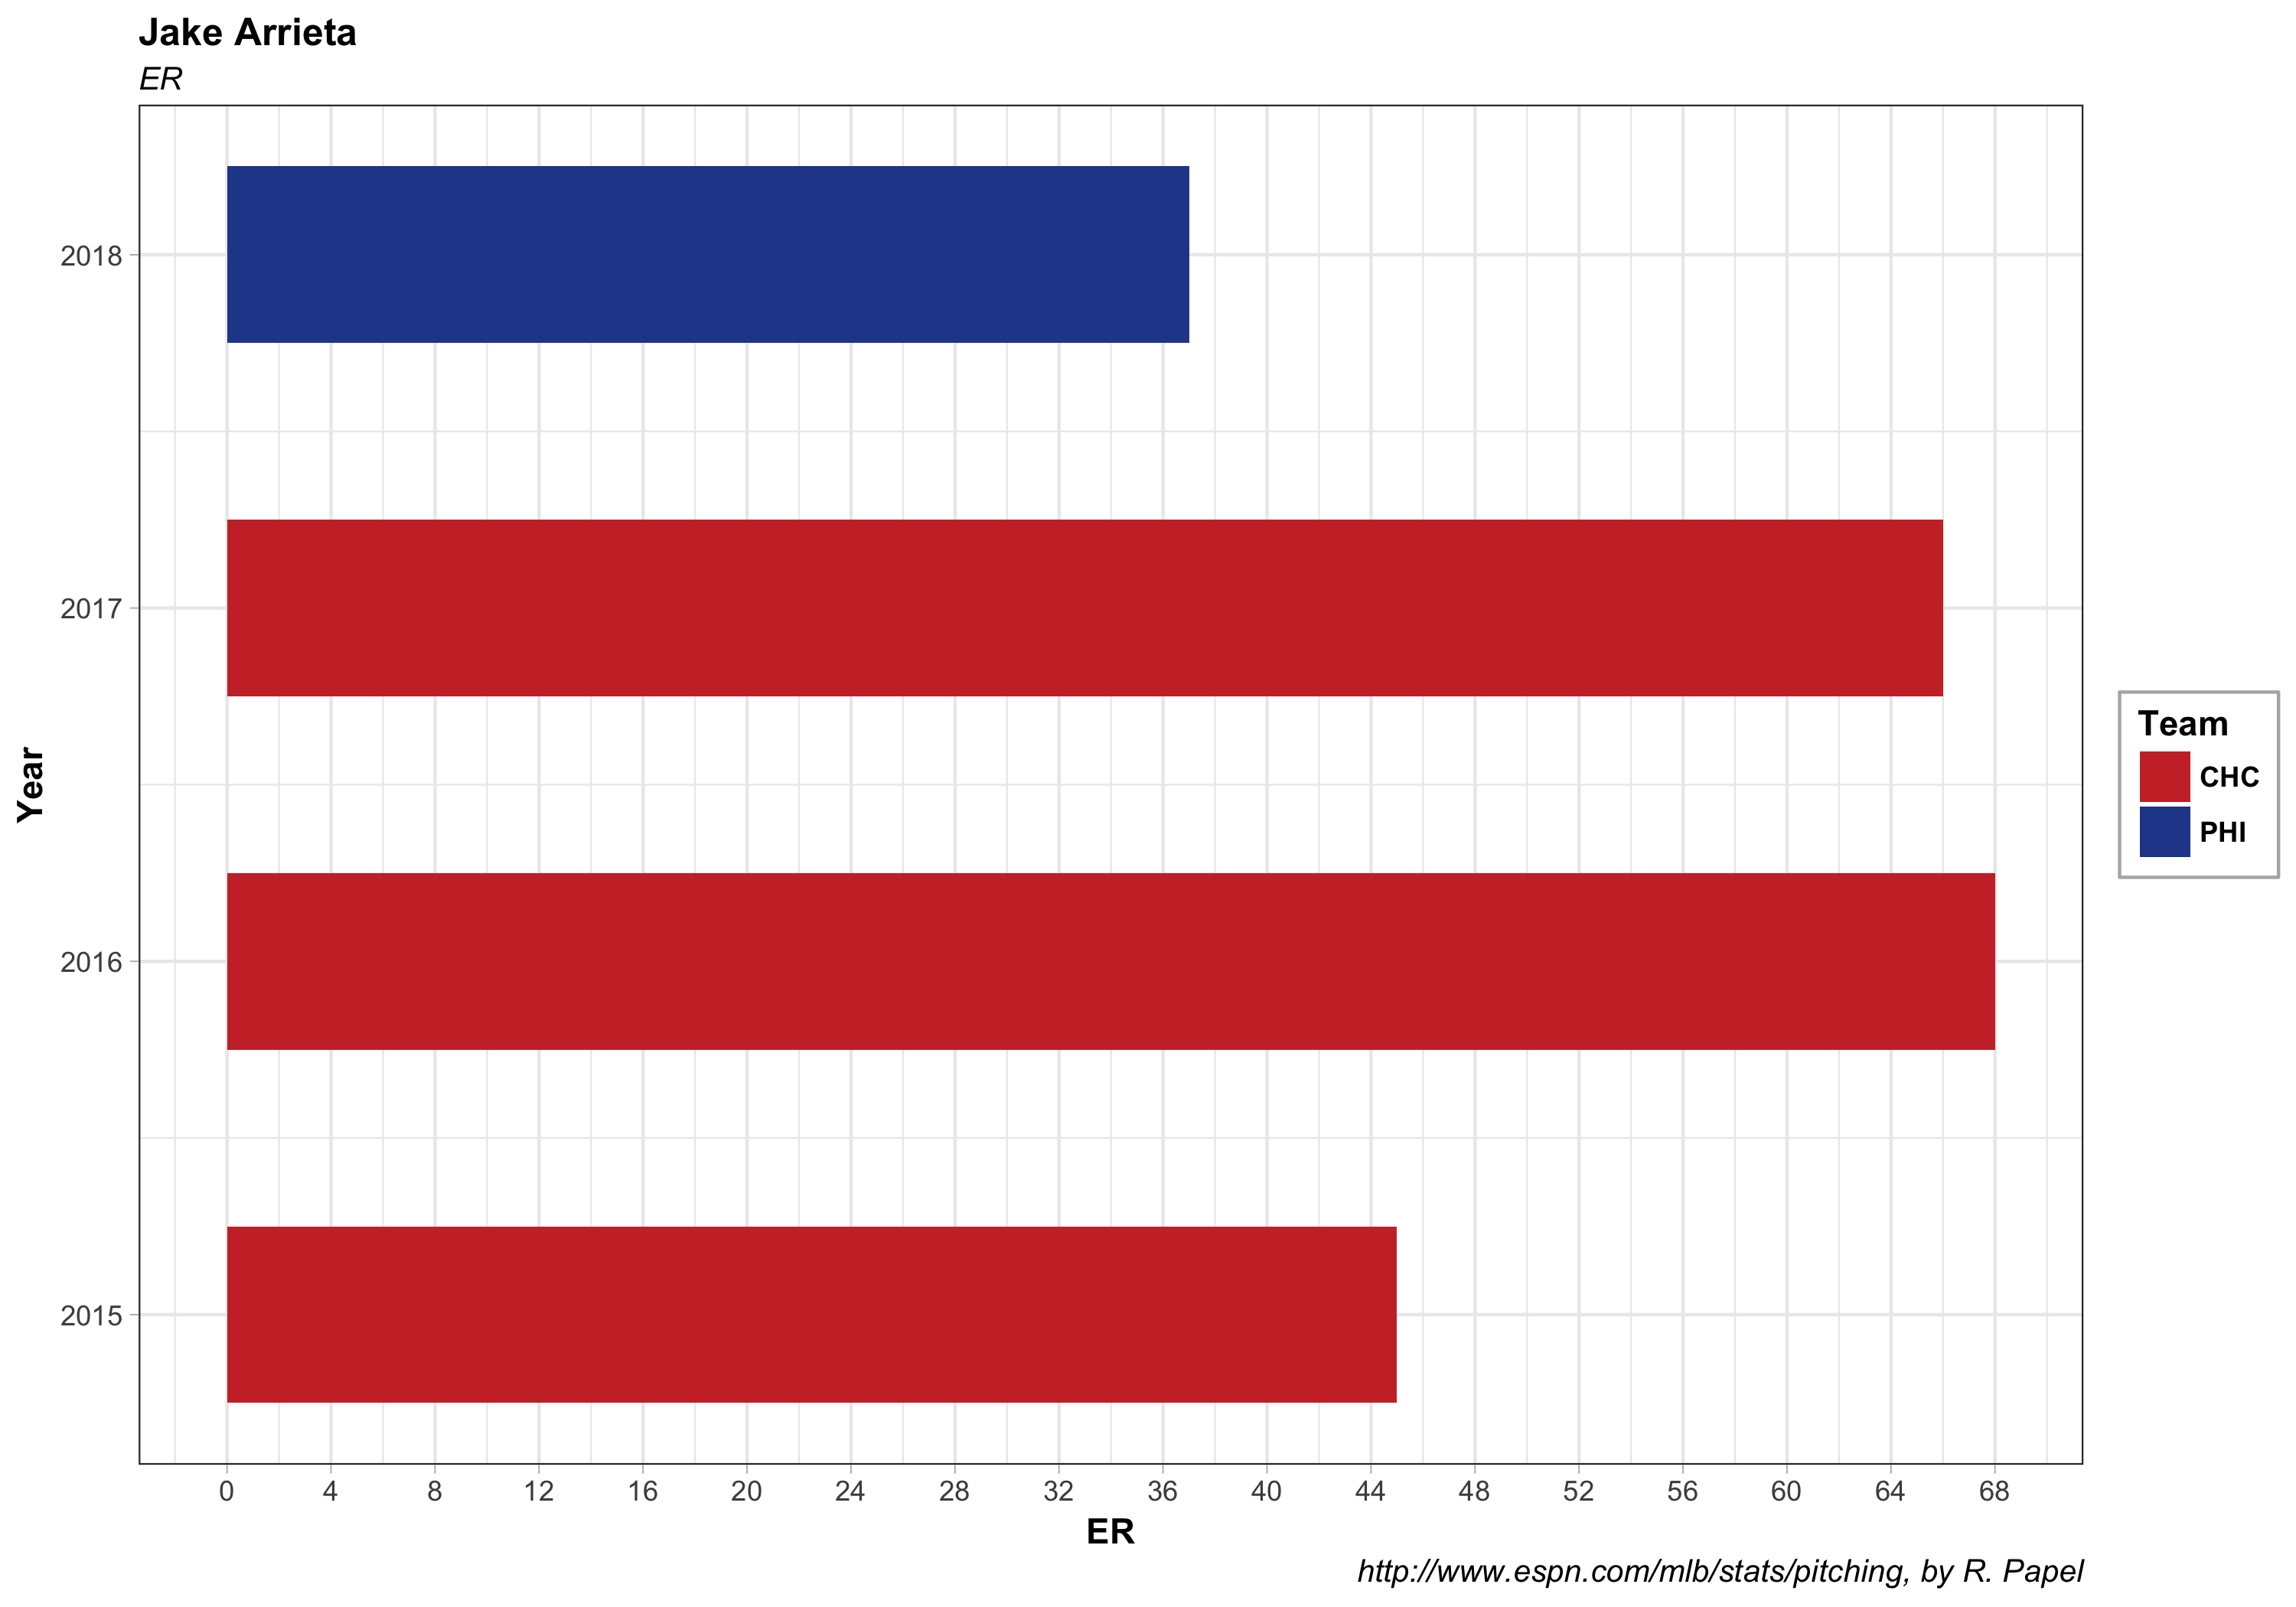 Jake Arrieta
ER
2018
2017
2016
2015
Year
0 4 8 12 16 20 24 28 32 36 40 44 48 52 56 60 64 68
ER
Team
CHC
PHI
http://www.espn.com/mlb/stats/pitching, by R. Papel